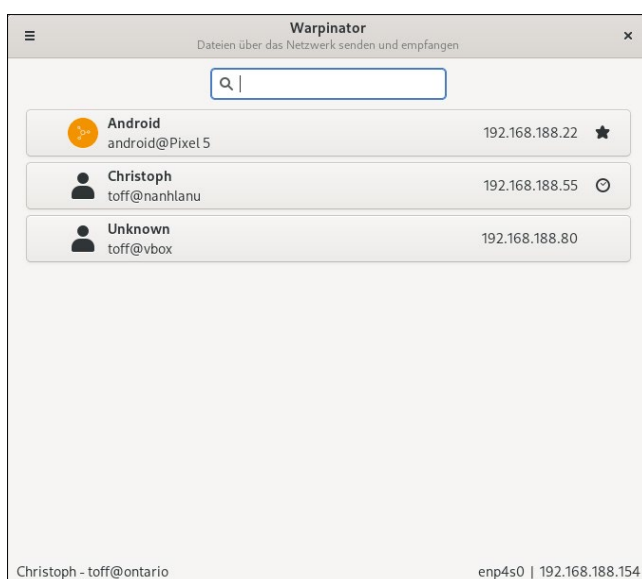 Warpinator
Dateien über das Netzwerk senden und empfangen
Android
android@Pixel 5
192.168.188.22
Christoph
toff@nanhlanu
192.168.188.55
Unknown
toff@vbox
192.168.188.80
Christoph - toff@ontario
enp4s0 | 192.168.188.154